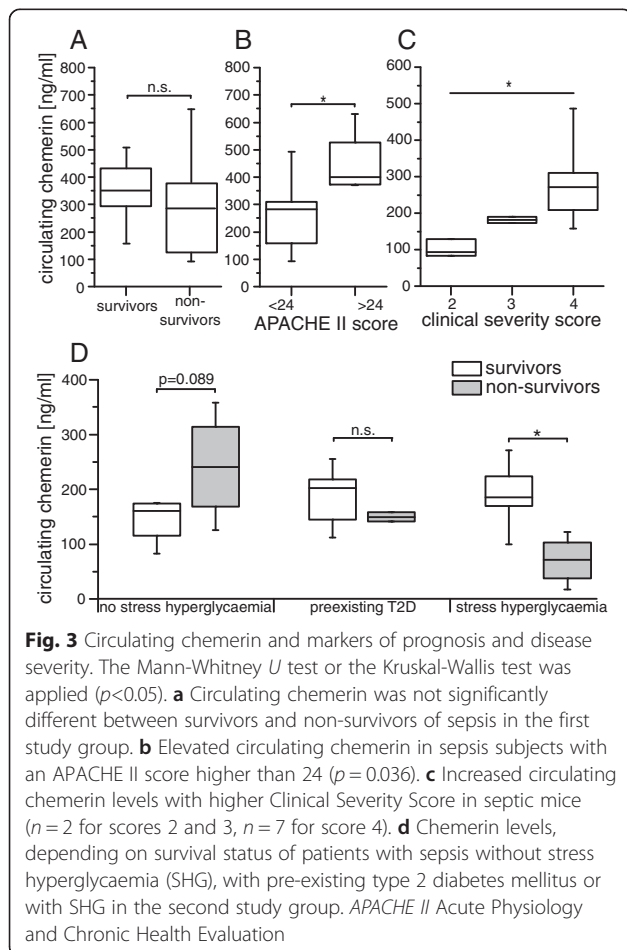 A
B
C
circulating chemerin [ng/ml]
800
700
600
500
400
300
200
100
0
n.s.
survivors
non-
survivors
800
700
600
500
400
300
200
100
0
*
<24
>24
APACHE II score
600
500
400
300
200
100
0
*
2
3
4
clinical severity score
D
circulating chemerin [ng/ml]
400
300
200
100
0
survivors
non-survivors
p=0.089
n.s.
*
no stress hyperglycaemia
preexisting T2D
stress hyperglycaemia
Fig. 3 Circulating chemerin and markers of prognosis and disease
severity. The Mann-Whitney U test or the Kruskal-Wallis test was
applied (p<0.05). a Circulating chemerin was not significantly
different between survivors and non-survivors of sepsis in the first
study group. b Elevated circulating chemerin in sepsis subjects with
an APACHE II score higher than 24 (p = 0.036). c Increased circulating
chemerin levels with higher Clinical Severity Score in septic mice
(n = 2 for scores 2 and 3, n = 7 for score 4). d Chemerin levels,
depending on survival status of patients with sepsis without stress
hyperglycaemia (SHG), with pre-existing type 2 diabetes mellitus or
with SHG in the second study group. APACHE II Acute Physiology
and Chronic Health Evaluation